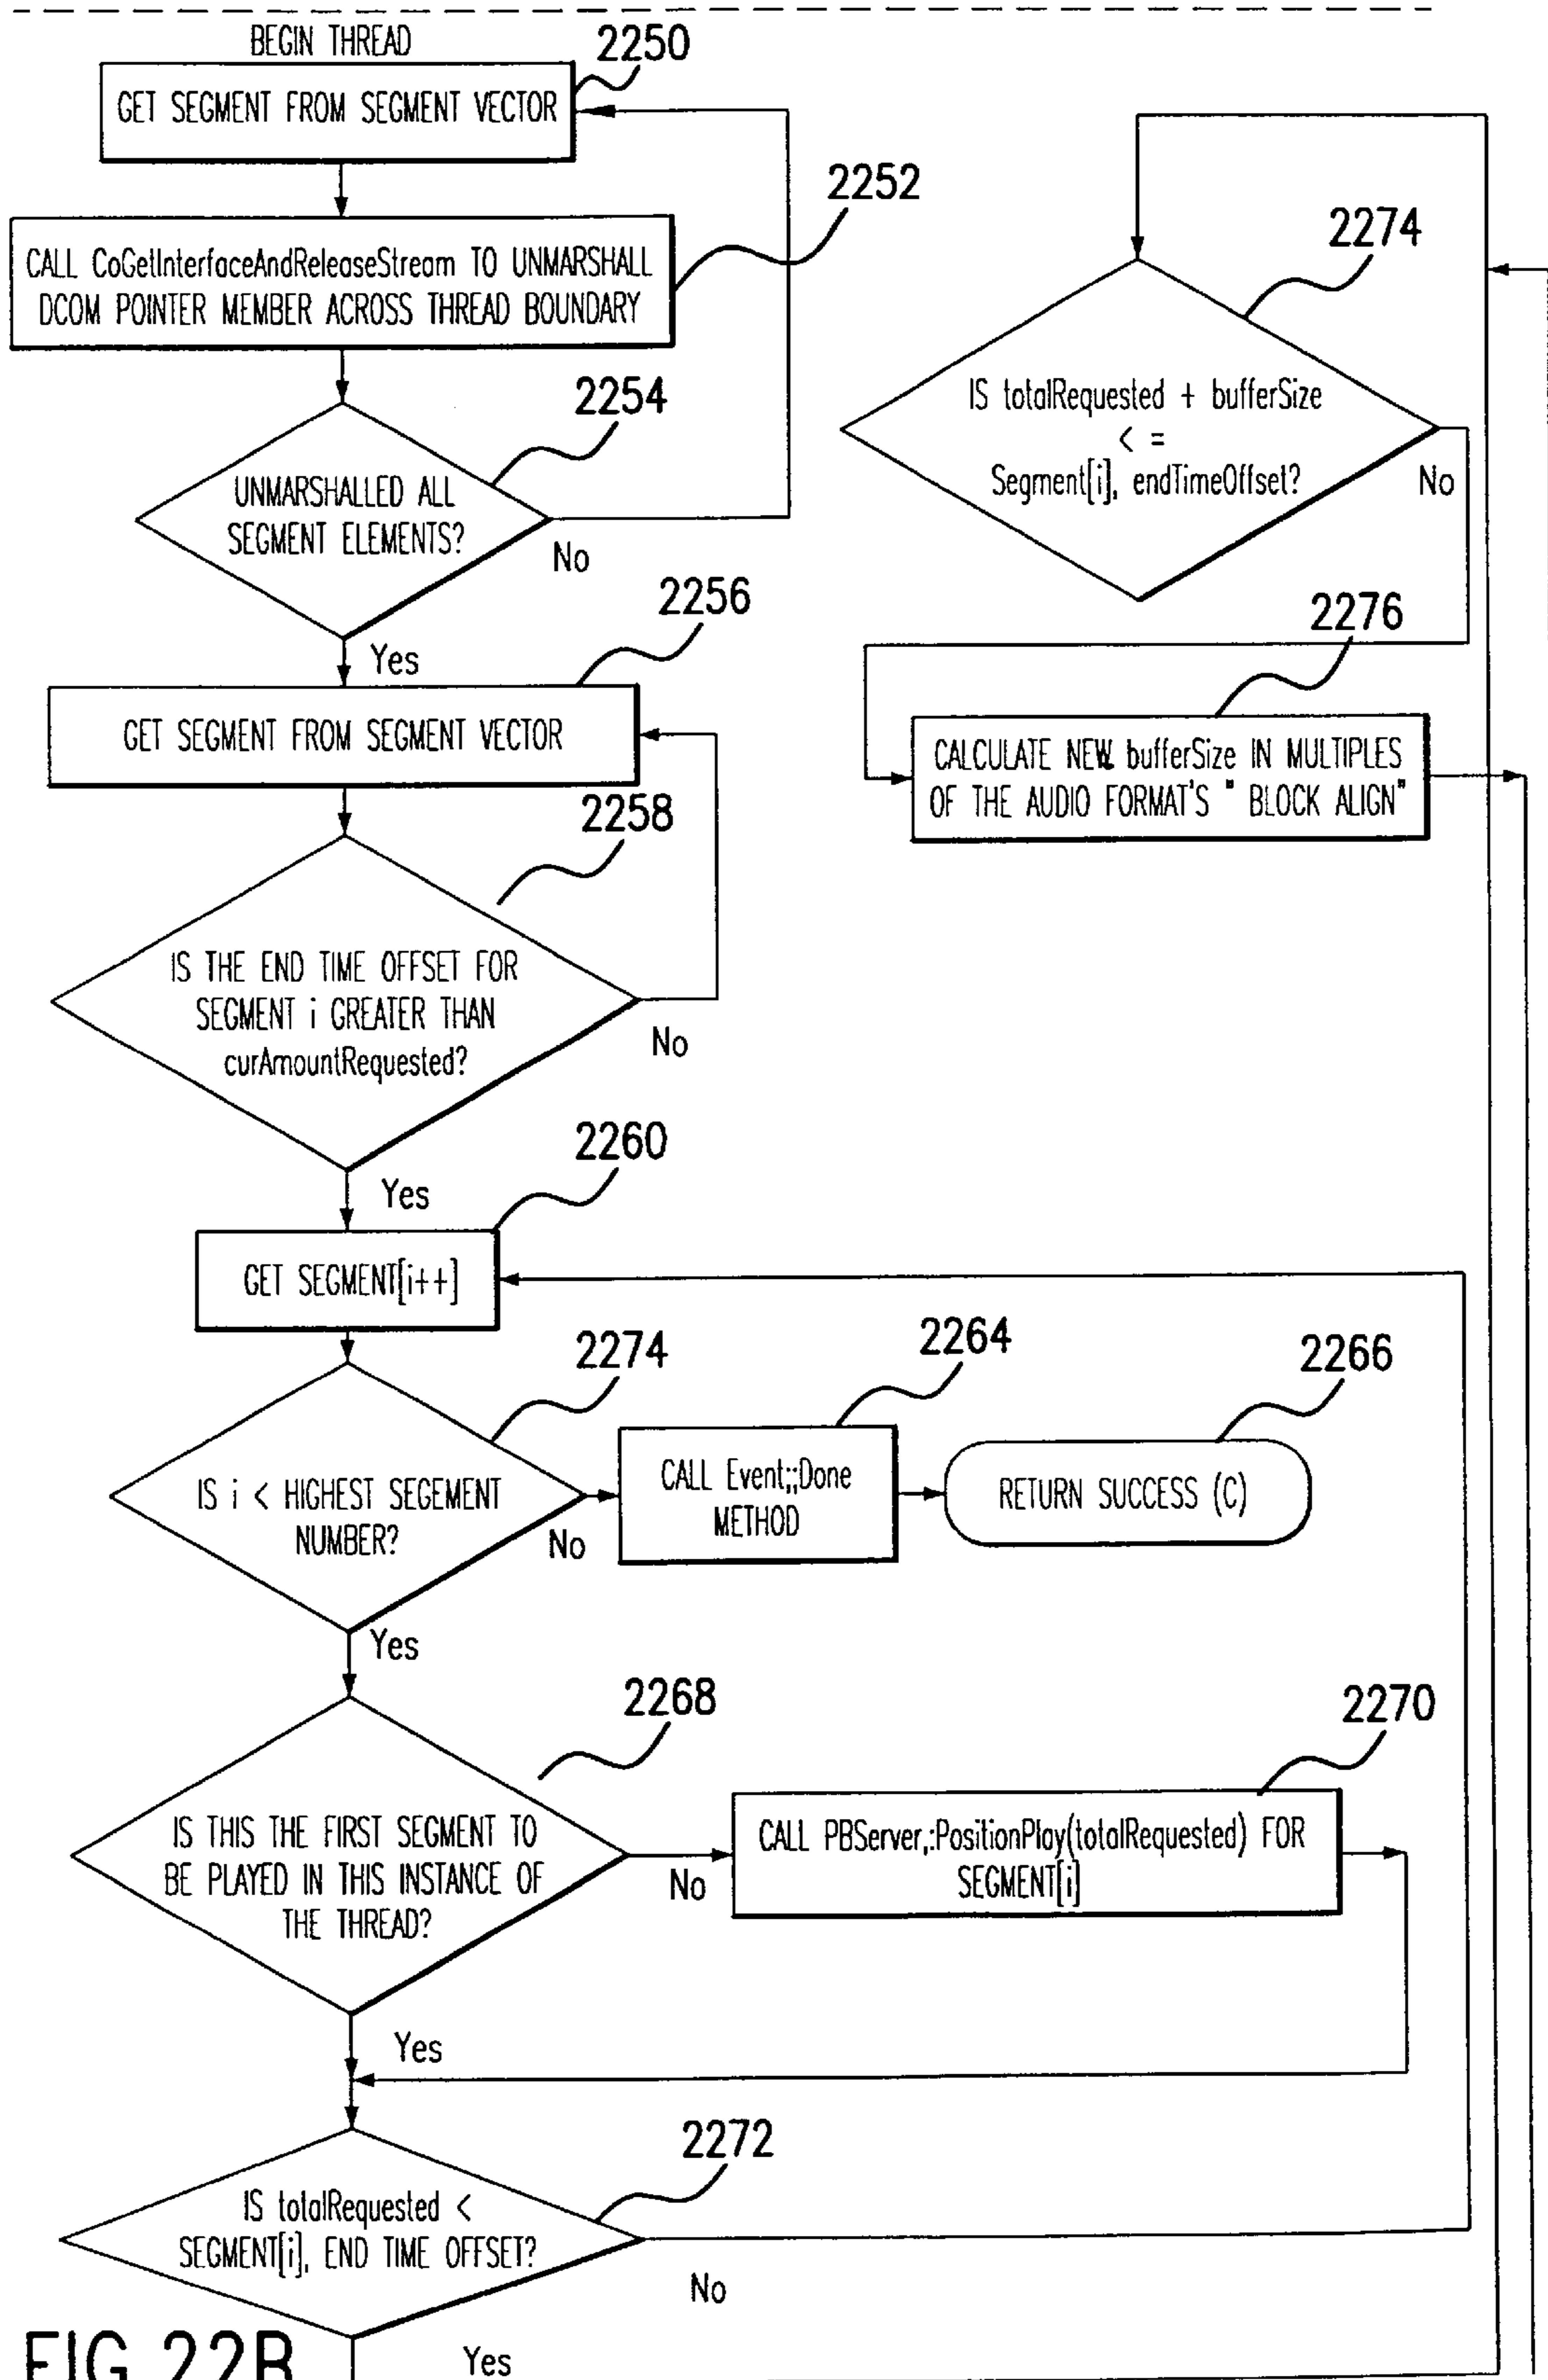 BEGIN THREAD
2250
GET SEGMENT FROM SEGMENT VECTOR
2252
CALL CoGetInterfaceAndReleaseStream TO UNMARSHALL
DCOM POINTER MEMBER ACROSS THREAD BOUNDARY
2254
UNMARSHALLED ALL
SEGMENT ELEMENTS?
No
Yes
2256
GET SEGMENT FROM SEGMENT VECTOR
2258
IS THE END TIME OFFSET FOR
SEGMENT i GREATER THAN
curAmountRequested?
No
Yes
2260
GET SEGMENT[i++]
2274
IS i < HIGHEST SEGEMENT
NUMBER?
No
Yes
2264
CALL Event;;Done
METHOD
2266
RETURN SUCCESS (C)
2268
IS THIS THE FIRST SEGMENT TO
BE PLAYED IN THIS INSTANCE OF
THE THREAD?
No
Yes
2270
CALL PBServer,:PositionPlay(totalRequested) FOR
SEGMENT[i]
2272
IS totalRequested <
SEGMENT[i], END TIME OFFSET?
No
Yes
2274
IS totalRequested + bufferSize
< =
Segment[i], endTimeOffset?
No
2276
CALCULATE NEW bufferSize IN MULTIPLES
OF THE AUDIO FORMAT'S " BLOCK ALIGN"
FIG. 22B